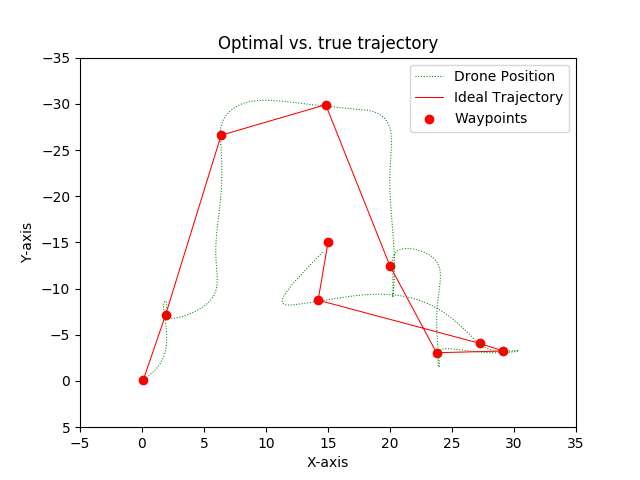 Optimal vs. true trajectory
Drone Position
Ideal Trajectory
Waypoints
Y-axis
−35
−30
−25
−20
−15
−10
−5
0
5
−5 0 5 10 15 20 25 30 35
X-axis